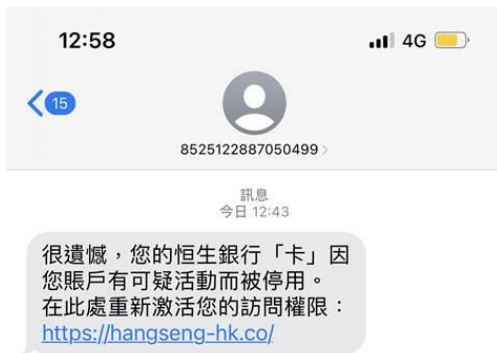 12:58
4G
15
8525122887050499
訊息
今日 12:43
很遺憾，您的恒生銀行「卡」因
您賬戶有可疑活動而被停用。
在此處重新激活您的訪問權限：
https://hangseng-hk.co/